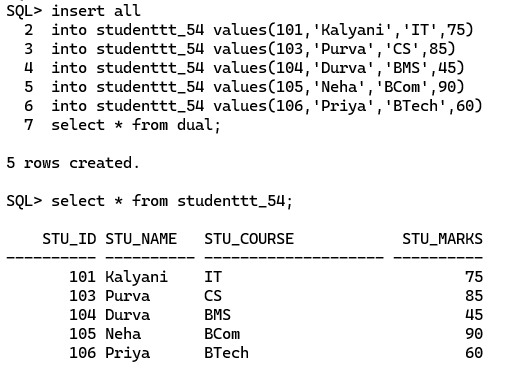 SQL> insert all
2 into studenttt_54 values(101,'Kalyani','IT',75)
3 into studenttt_54 values(103,'Purva','CS',85)
4 into studenttt_54 values(104,'Durva','BMS',45)
5 into studenttt_54 values(105,'Neha','BCom',90)
6 into studenttt_54 values(106,'Priya','BTech',60)
7 select * from dual;
5 rows created.
SQL> select * from studenttt_54;
STU_ID STU_NAME STU_COURSE STU_MARKS
---------- ---------- -------------------- ----------
101 Kalyani IT 75
103 Purva CS 85
104 Durva BMS 45
105 Neha BCom 90
106 Priya BTech 60